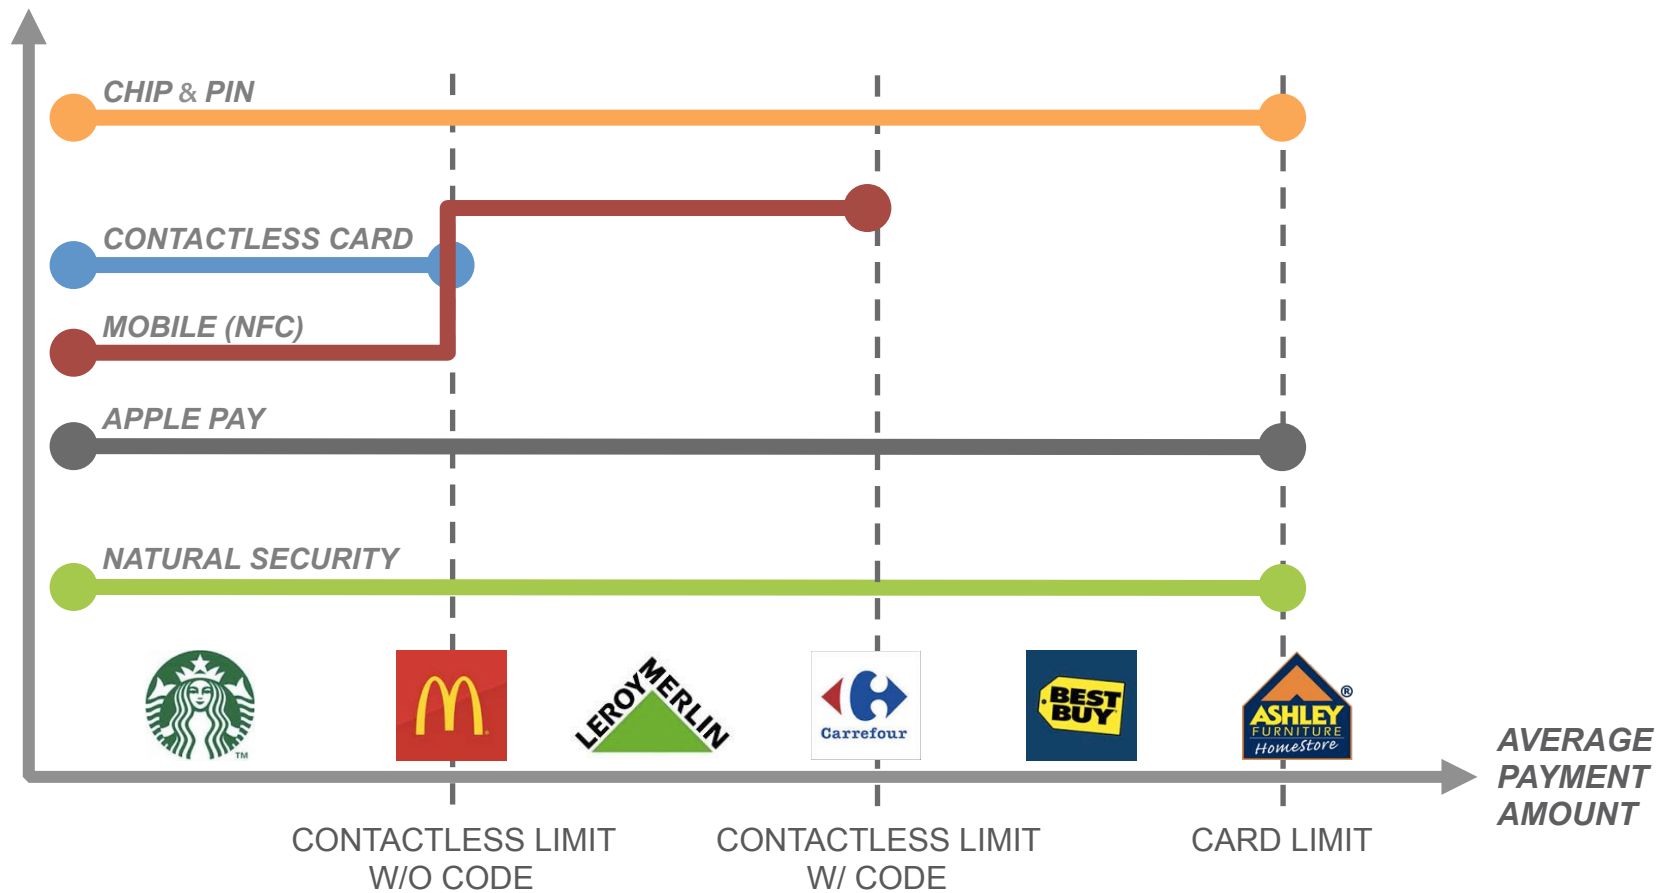 CHIP & PIN
CONTACTLESS CARD
MOBILE (NFC)
APPLE PAY
NATURAL SECURITY
TM
LEROY MERLIN
Carrefour
BEST
BUY
®
ASHLEY
FURNITURE
HomeStore
AVERAGE
PAYMENT
AMOUNT
CONTACTLESS LIMIT
W/O CODE
CONTACTLESS LIMIT
W/ CODE
CARD LIMIT